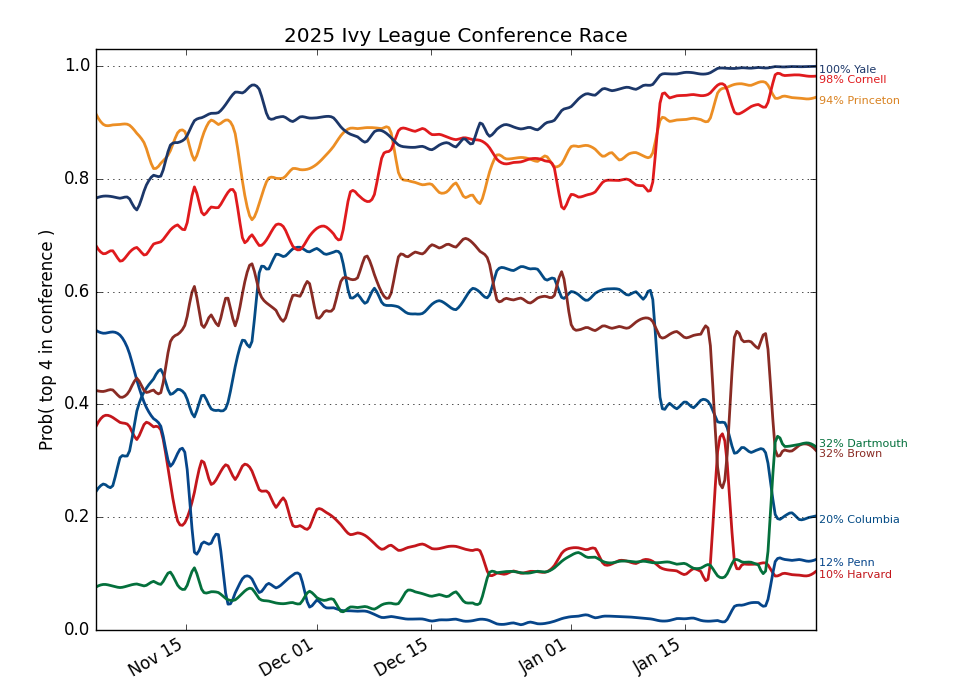 2025 Ivy League Conference Race
Prob( top 4 in conference )
1.0
0.8
0.6
0.4
0.2
0.0
Nov 15
Dec 01
Dec 15
Jan 01
Jan 15
100% Yale
98% Cornell
94% Princeton
32% Dartmouth
32% Brown
20% Columbia
12% Penn
10% Harvard